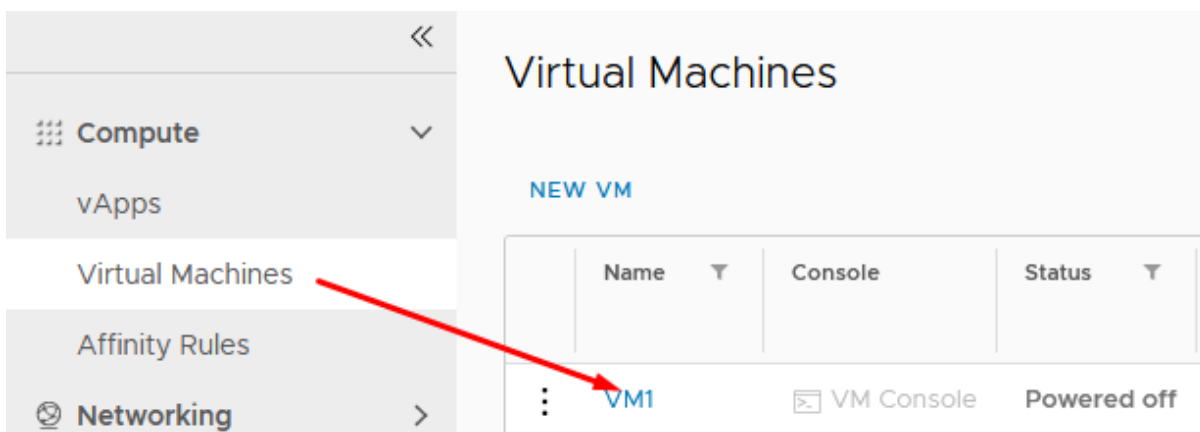 Virtual Machines
Compute
vApps
Virtual Machines
Affinity Rules
Networking
NEW VM
Name Console Status
VM1 VM Console Powered off